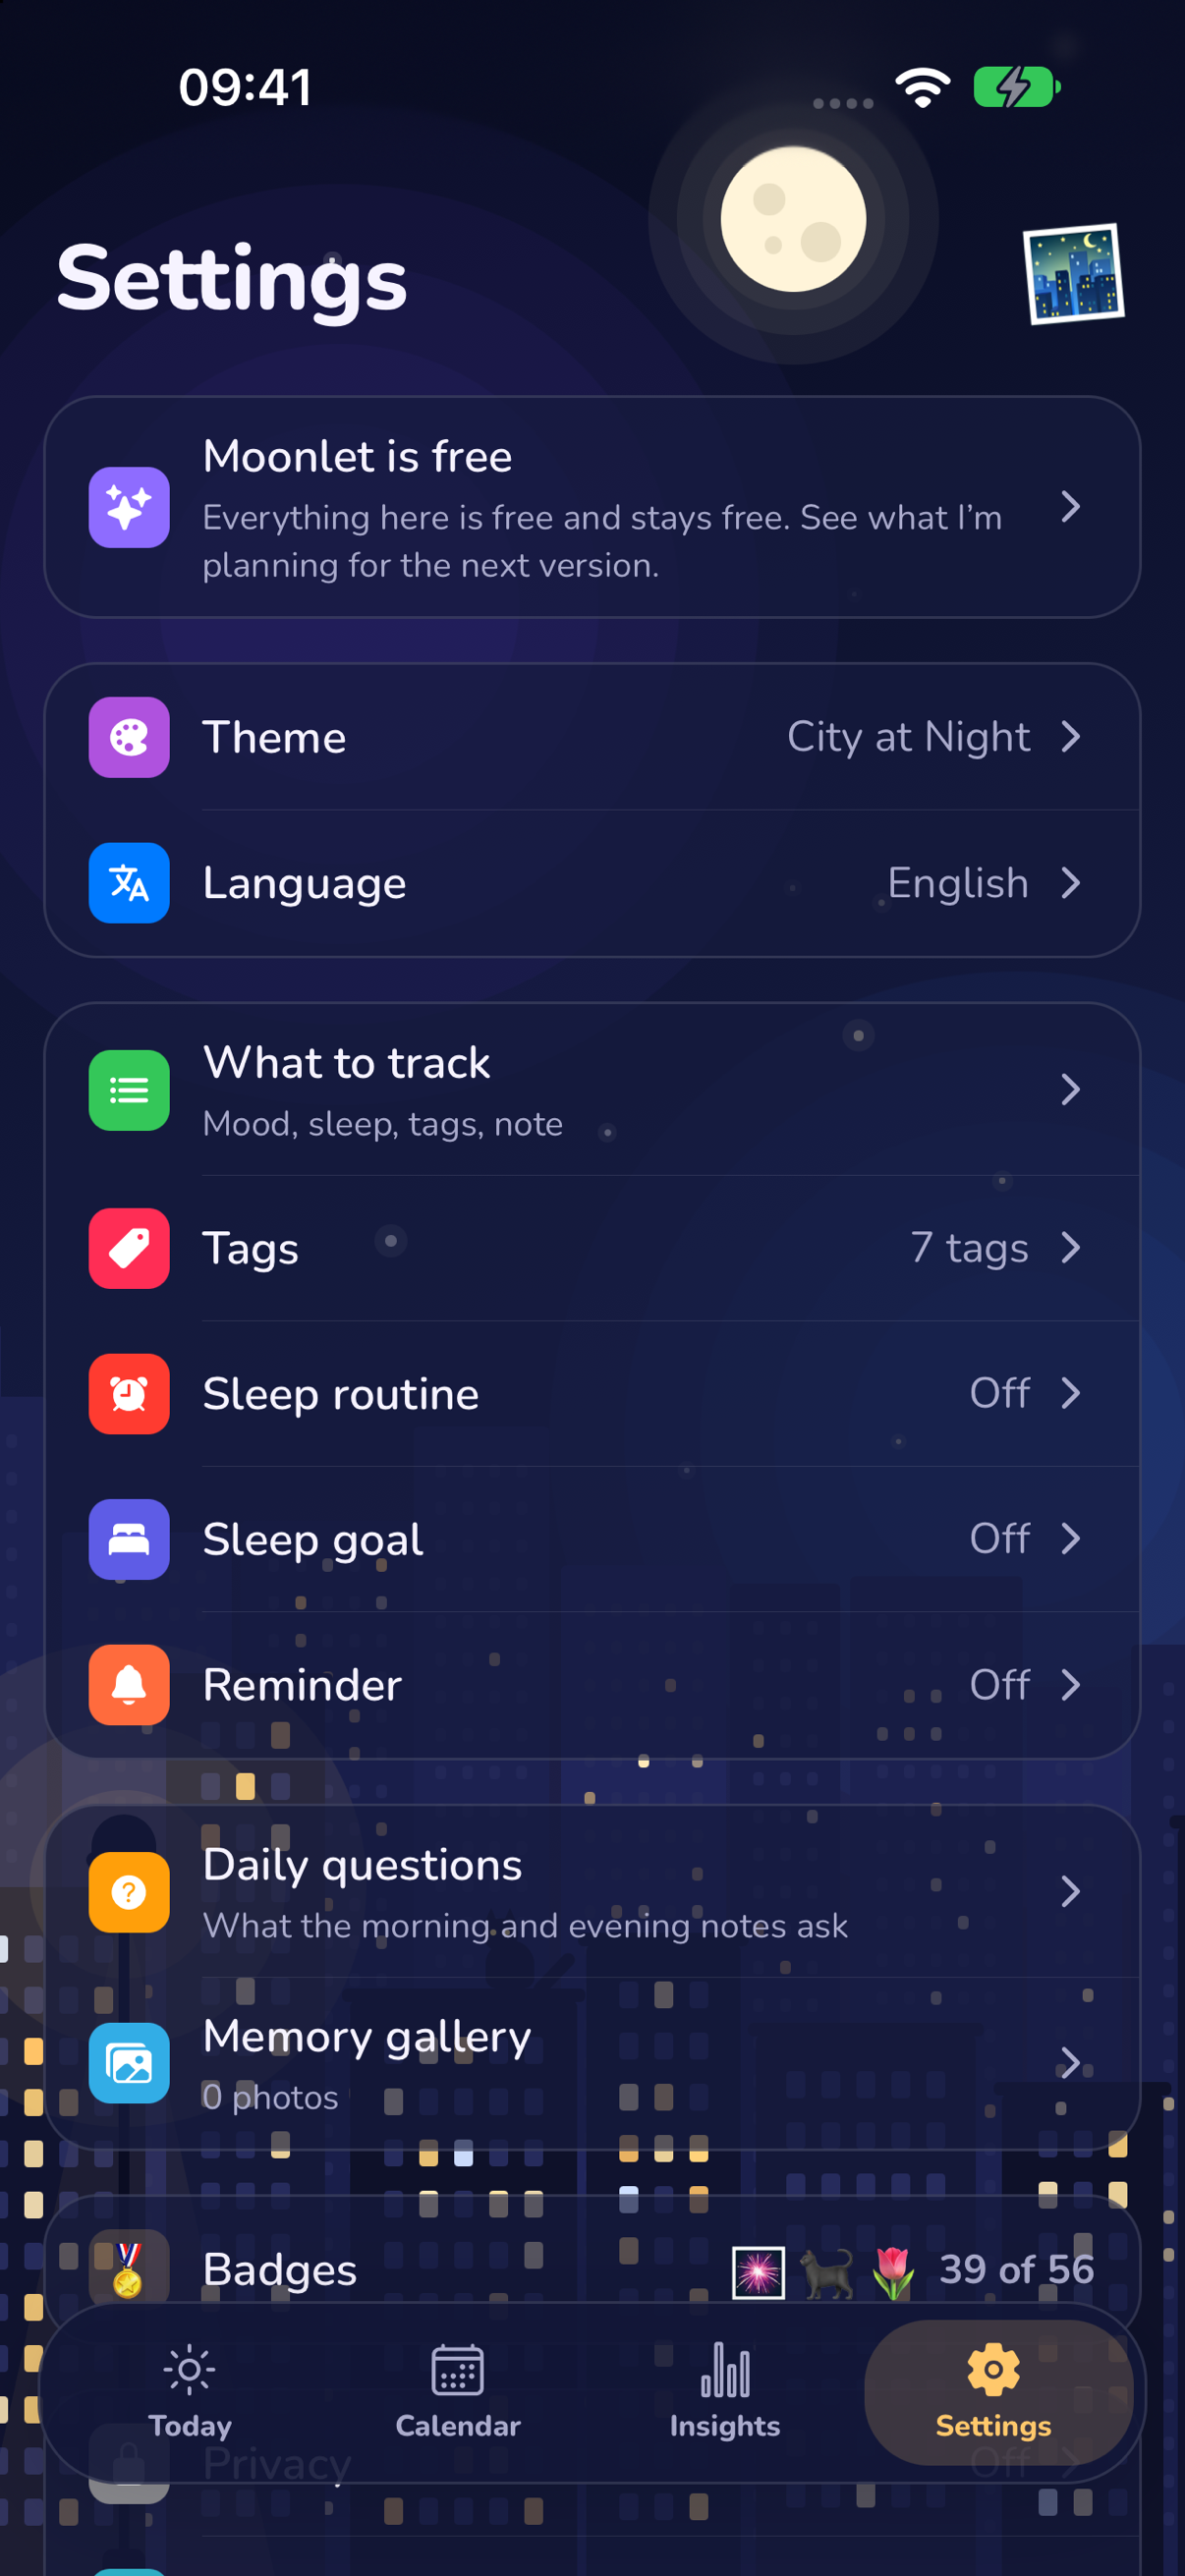 09:41
Settings
Moonlet is free
Everything here is free and stays free. See what I’m
planning for the next version.
Theme
City at Night
Language
English
What to track
Mood, sleep, tags, note
Tags
7 tags
Sleep routine
Off
Sleep goal
Off
Reminder
Off
Daily questions
What the morning and evening notes ask
Memory gallery
0 photos
Badges
39 of 56
Today
Calendar
Insights
Settings
Privacy
Off